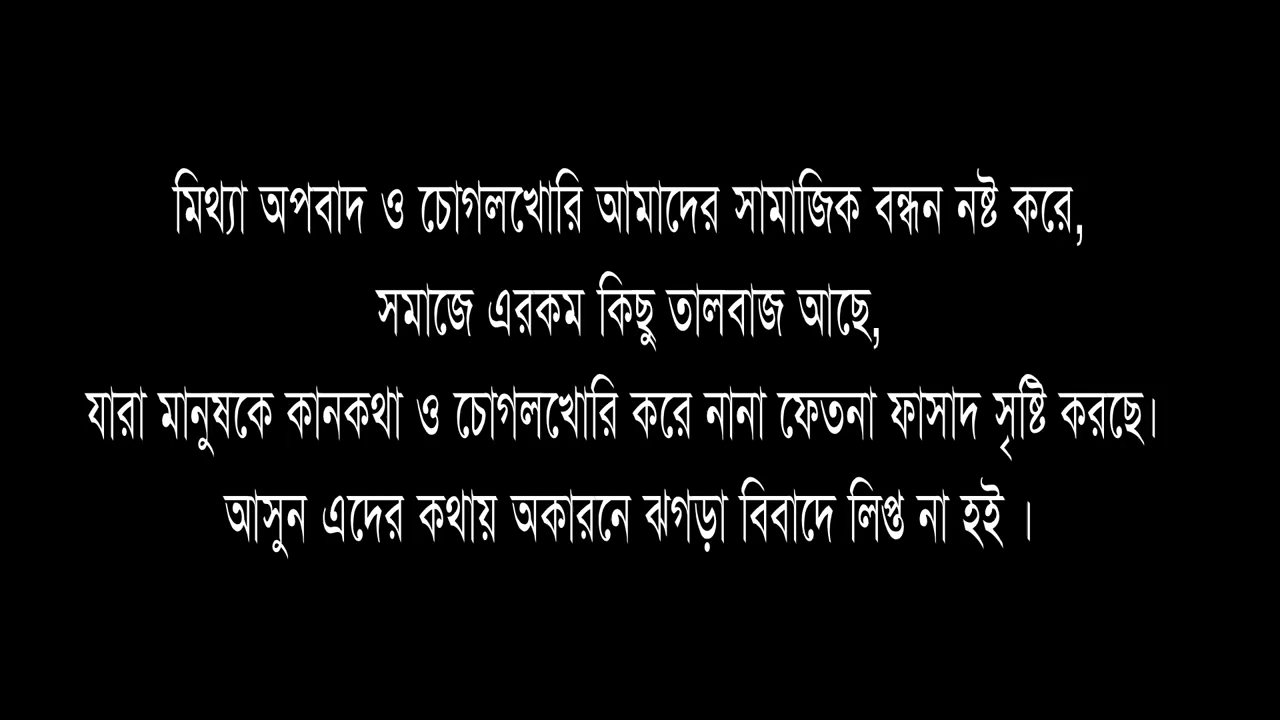 মিথ্যা অপবাদ ও চোগলখোরি আমাদের সামাজিক বন্ধন নষ্ট করে,
সমাজে এরকম কিছু তালবাজ আছে,
যারা মানুষকে কানকথা ও চোগলখোরি করে নানা ফেতনা ফাসাদ সৃষ্টি করছে।
আসুন এদের কথায় অকারনে ঝগড়া বিবাদে লিপ্ত না হই ।